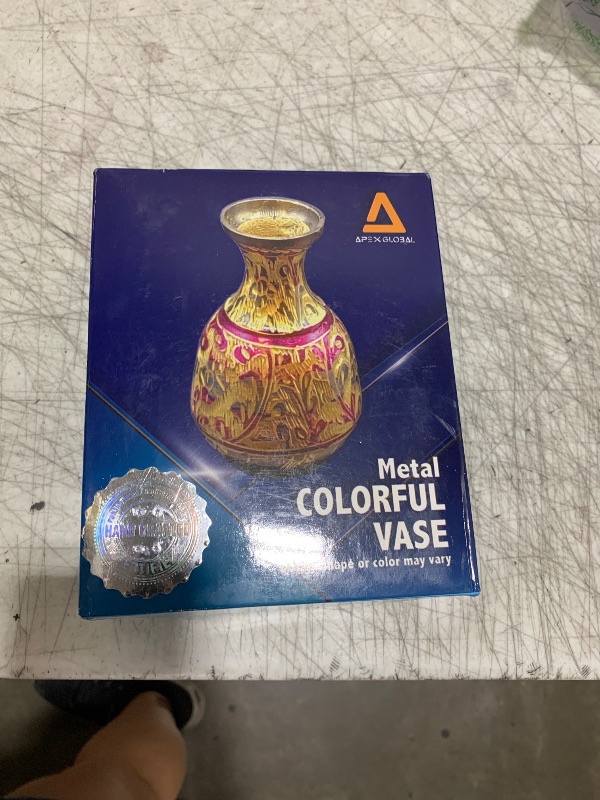 APEX GLOBAL
Metal
COLORFUL
VASE
shape or color may vary